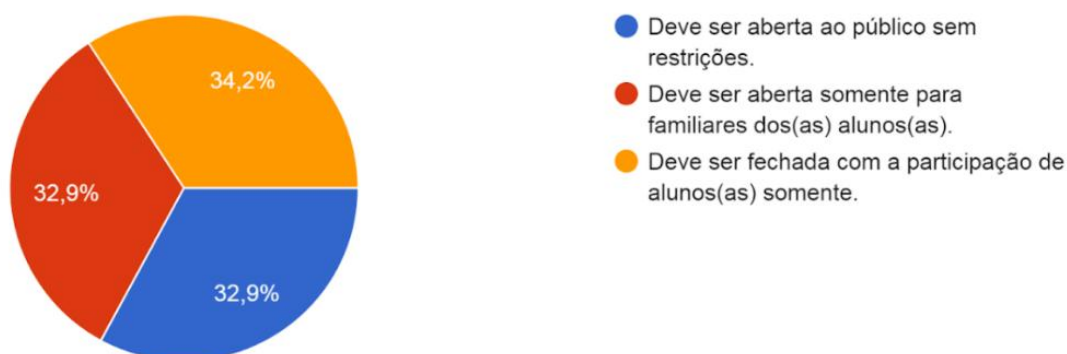 34,2%
32,9%
32,9%
Deve ser aberta ao público sem
restrições.
Deve ser aberta somente para
familiares dos(as) alunos(as).
Deve ser fechada com a participação de
alunos(as) somente.